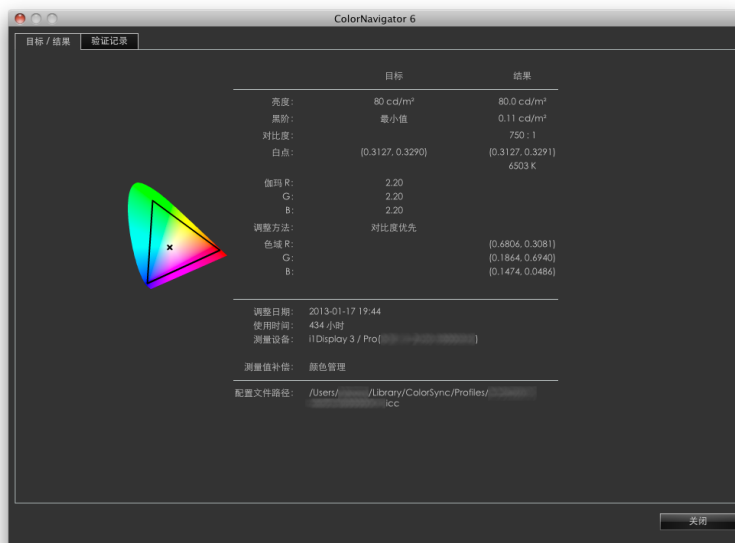 ColorNavigator 6
目标 / 结果 验证记录
目标 结果
亮度: 80 cd/m² 80.0 cd/m²
黑阶: 最小值 0.11 cd/m²
对比度: 750 : 1
白点: (0.3127, 0.3290) (0.3127, 0.3291)
6503 K
伽玛 R: 2.20
G: 2.20
B: 2.20
调整方法: 对比度优先
色域 R: (0.6806, 0.3081)
G: (0.1864, 0.6940)
B: (0.1474, 0.0486)
调整日期: 2013-01-17 19:44
使用时间: 434 小时
测量设备: i1Display 3 / Pro( )
测量值补偿: 颜色管理
配置文件路径: /Users/ /Library/ColorSync/Profiles/
icc
关闭